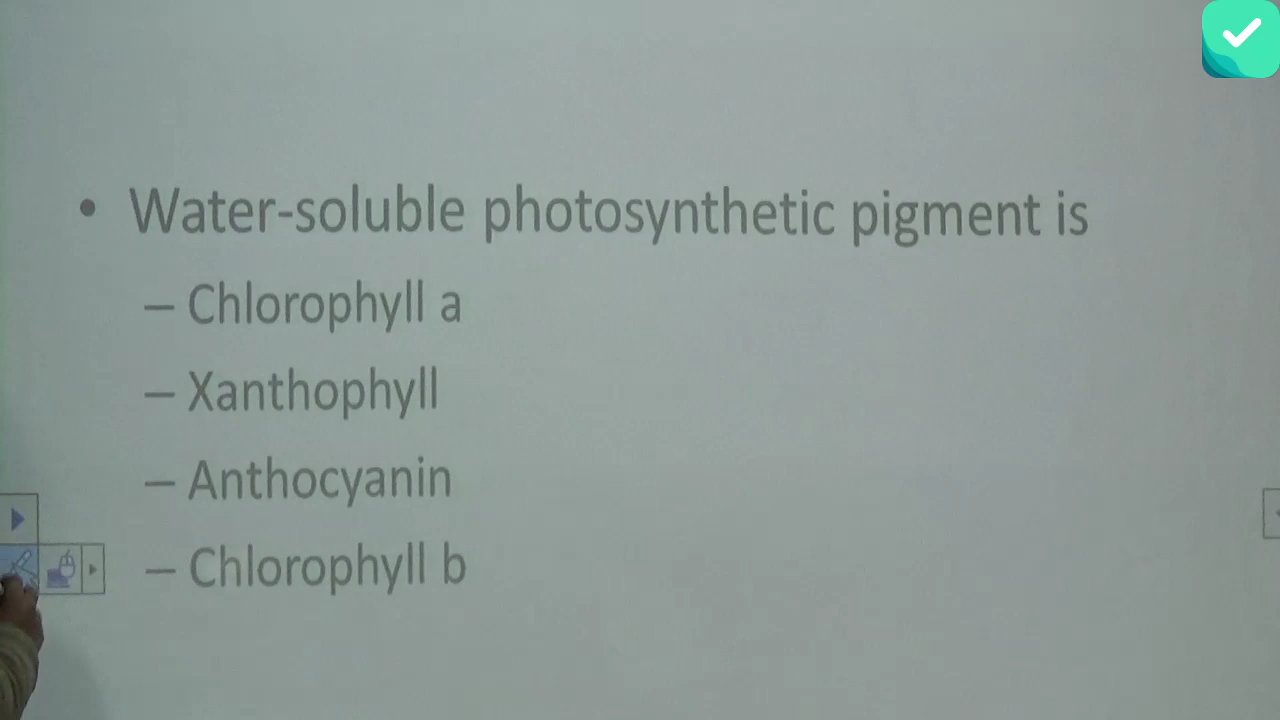 • Water-soluble photosynthetic pigment is
– Chlorophyll a
– Xanthophyll
– Anthocyanin
– Chlorophyll b